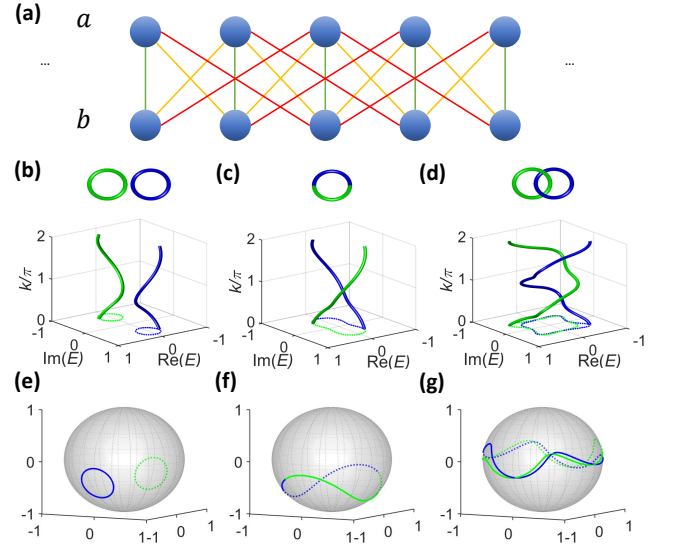 (a)
a
... ...
b
(b) (c) (d)
2 2 2
k/π 1 k/π 1 k/π 1
0 0 0
-1 -1 -1 -1 -1 -1
0 0 0 0 0 0
Im(E) 1 1 Re(E) Im(E) 1 1 Re(E) Im(E) 1 1 Re(E)
(e) (f) (g)
1 1 1
0 0 0
-1 -1 -1
-1 0 1-1 0 1 -1 0 1-1 0 1 -1 0 1-1 0 1